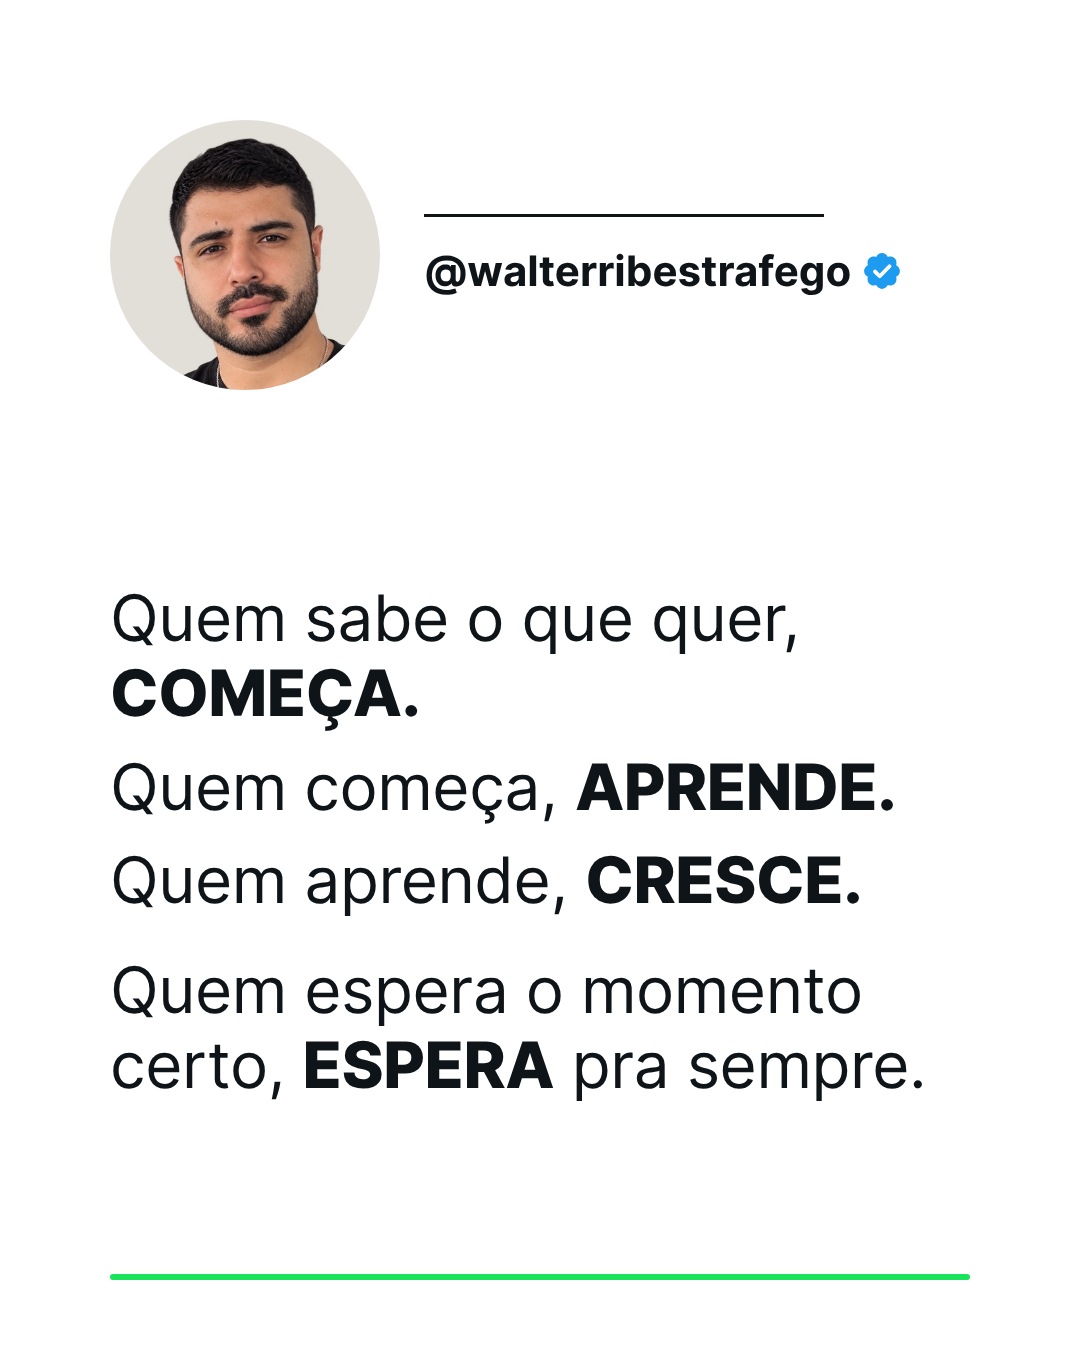 @walterribestrafego
Quem sabe o que quer,
COMEÇA.
Quem começa, APRENDE.
Quem aprende, CRESCE.
Quem espera o momento
certo, ESPERA pra sempre.